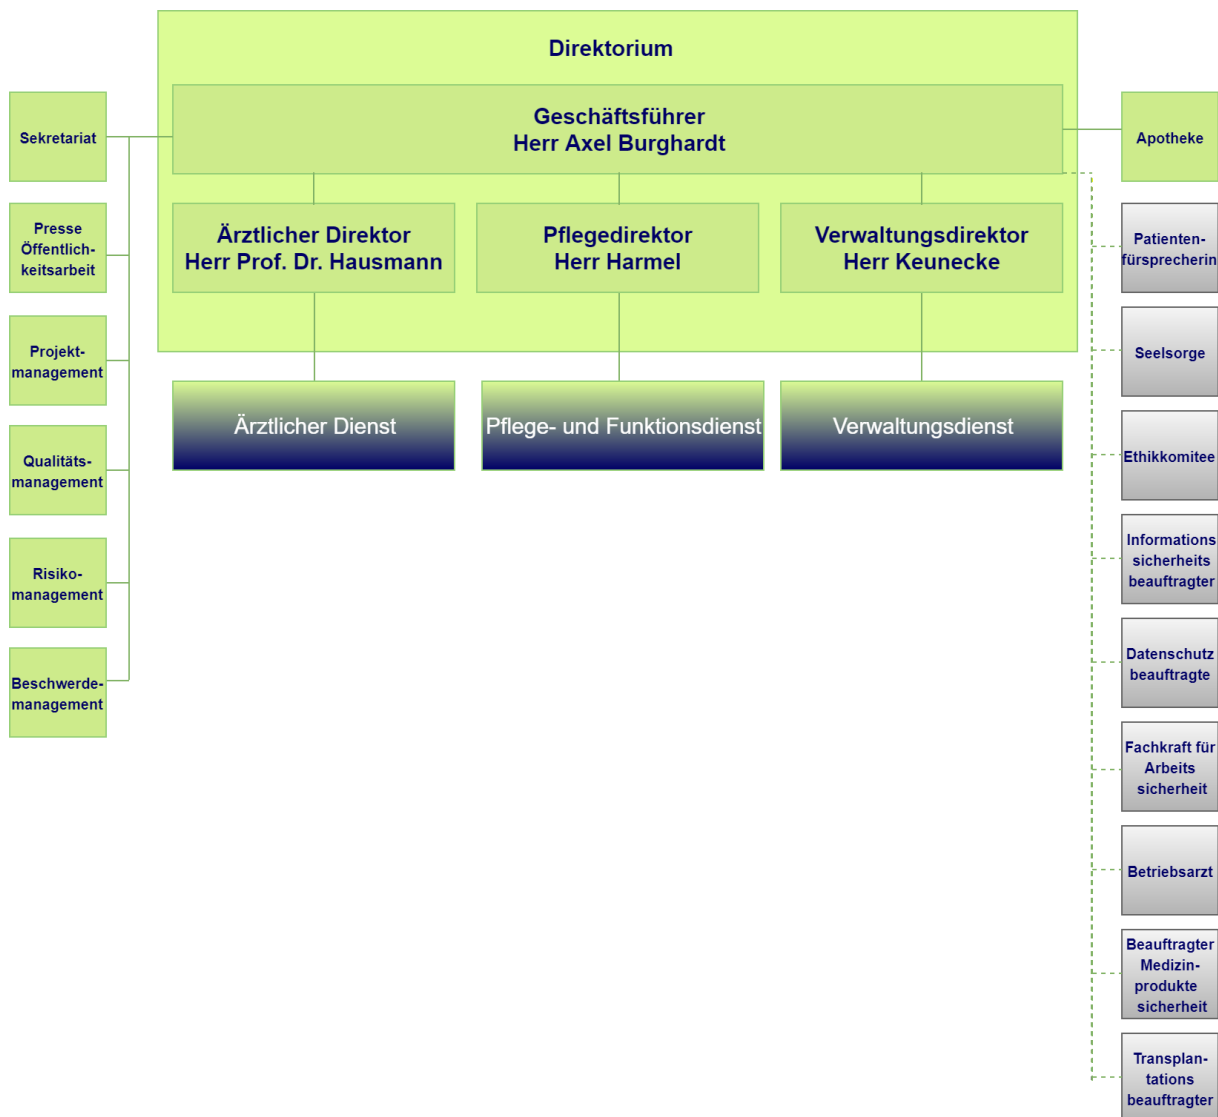 Direktorium
Geschäftsführer
Herr Axel Burghardt
Ärztlicher Direktor
Herr Prof. Dr. Hausmann
Pflegedirektor
Herr Harmel
Verwaltungsdirektor
Herr Keunecke
Ärztlicher Dienst
Pflege- und Funktionsdienst
Verwaltungsdienst
Sekretariat
Presse
Öffentlich-
keitsarbeit
Projekt-
management
Qualitäts-
management
Risiko-
management
Beschwerde-
management
Apotheke
Patienten-
fürsprecherin
Seelsorge
Ethikkomitee
Informations
sicherheits
beauftragter
Datenschutz
beauftragte
Fachkraft für
Arbeits
sicherheit
Betriebsarzt
Beauftragter
Medizin-
produkte
sicherheit
Transplan-
tations
beauftragter